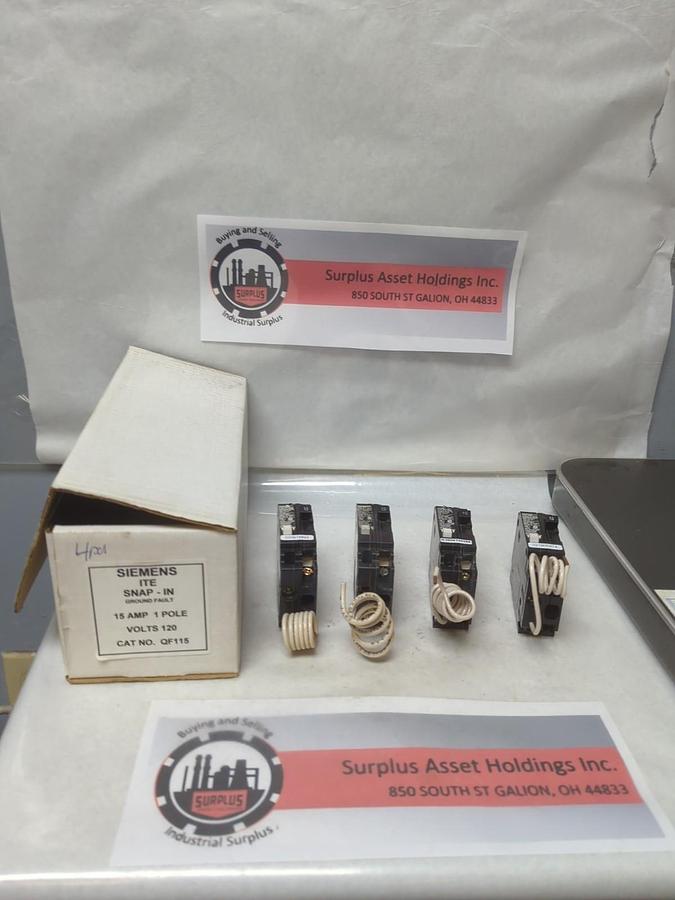 Buying and Selling
SURPLUS
Industrial Surplus
Surplus Asset Holdings Inc.
850 SOUTH ST GALION, OH 44833
SIEMENS
ITE
SNAP - IN
GROUND FAULT
15 AMP 1 POLE
VOLTS 120
CAT NO. QF115
Buying and Selling
SURPLUS
Industrial Surplus
Surplus Asset Holdings Inc.
850 SOUTH ST GALION, OH 44833